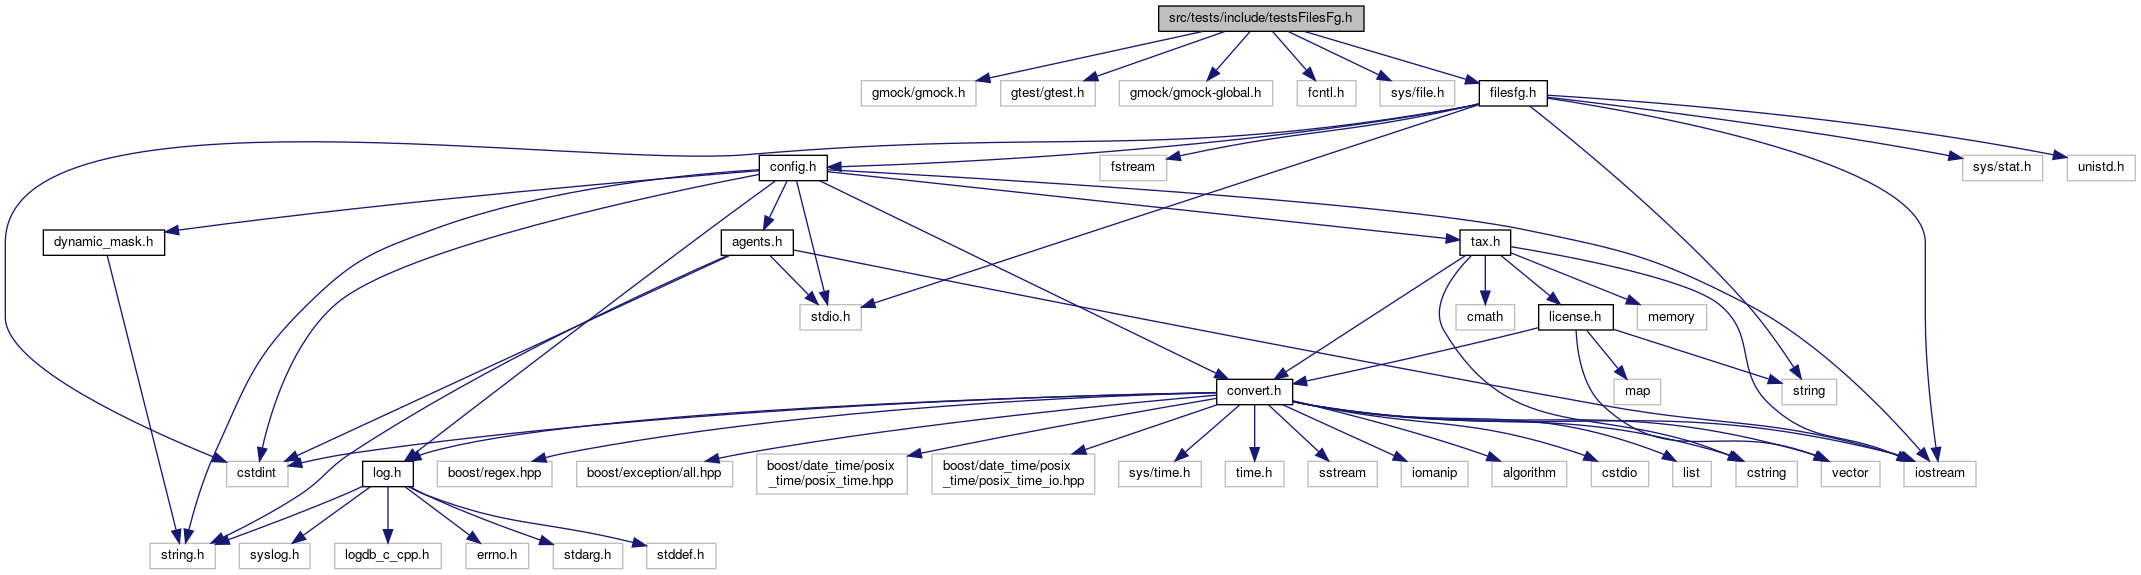 src/tests/include/testsFilesFg.h
gmock/gmock.h
gtest/gtest.h
gmock/gmock-global.h
fcntl.h
sys/file.h
filesfg.h
config.h
fstream
sys/stat.h
unistd.h
dynamic_mask.h
agents.h
tax.h
stdio.h
cmath
license.h
memory
convert.h
map
string
cstdint
log.h
boost/regex.hpp
boost/exception/all.hpp
boost/date_time/posix
_time/posix_time.hpp
boost/date_time/posix
_time/posix_time_io.hpp
sys/time.h
time.h
sstream
iomanip
algorithm
cstdio
list
cstring
vector
iostream
string.h
syslog.h
logdb_c_cpp.h
errno.h
stdarg.h
stddef.h